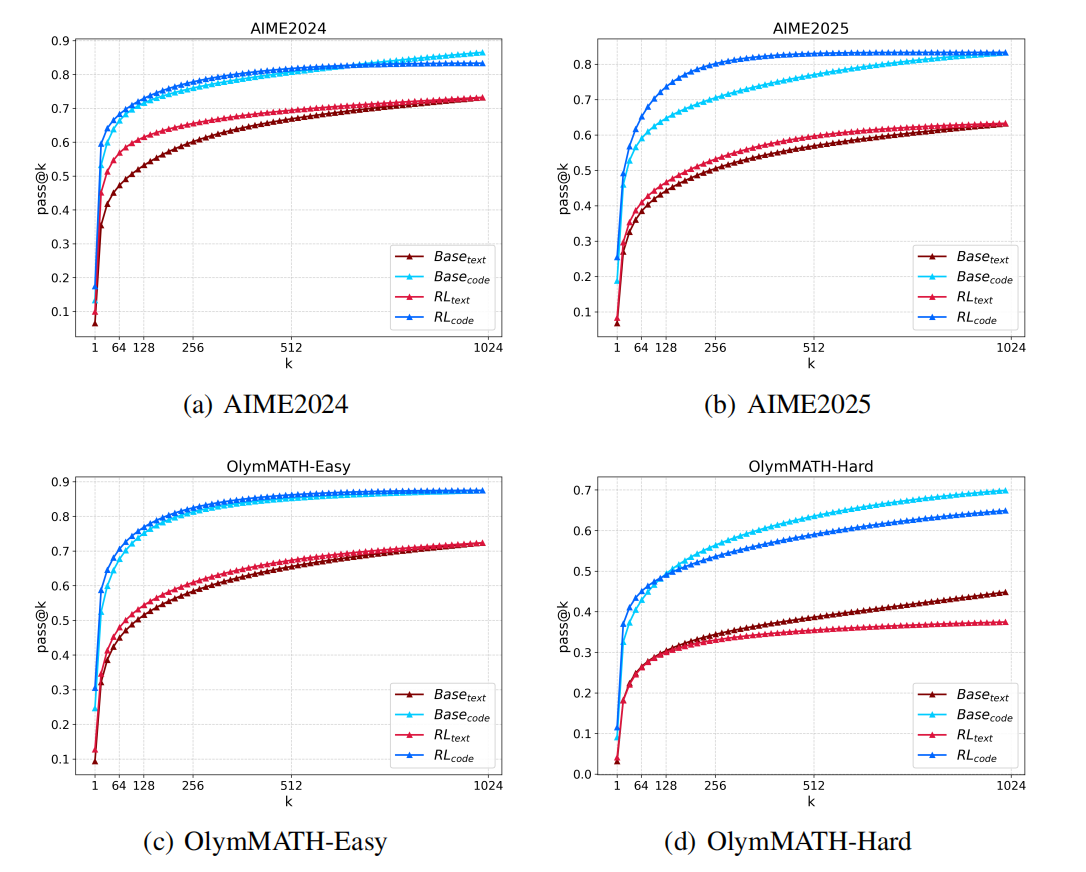 AIME2024
0.9
0.8
0.7
0.6
0.5
0.4
0.3
0.2
0.1
pass@k
Base_text
Base_code
RL_text
RL_code
1 64 128 256 512 1024
k
(a) AIME2024
AIME2025
0.8
0.7
0.6
0.5
0.4
0.3
0.2
0.1
pass@k
Base_text
Base_code
RL_text
RL_code
1 64 128 256 512 1024
k
(b) AIME2025
OlymMATH-Easy
0.9
0.8
0.7
0.6
0.5
0.4
0.3
0.2
0.1
pass@k
Base_text
Base_code
RL_text
RL_code
1 64 128 256 512 1024
k
(c) OlymMATH-Easy
OlymMATH-Hard
0.7
0.6
0.5
0.4
0.3
0.2
0.1
0.0
pass@k
Base_text
Base_code
RL_text
RL_code
1 64 128 256 512 1024
k
(d) OlymMATH-Hard